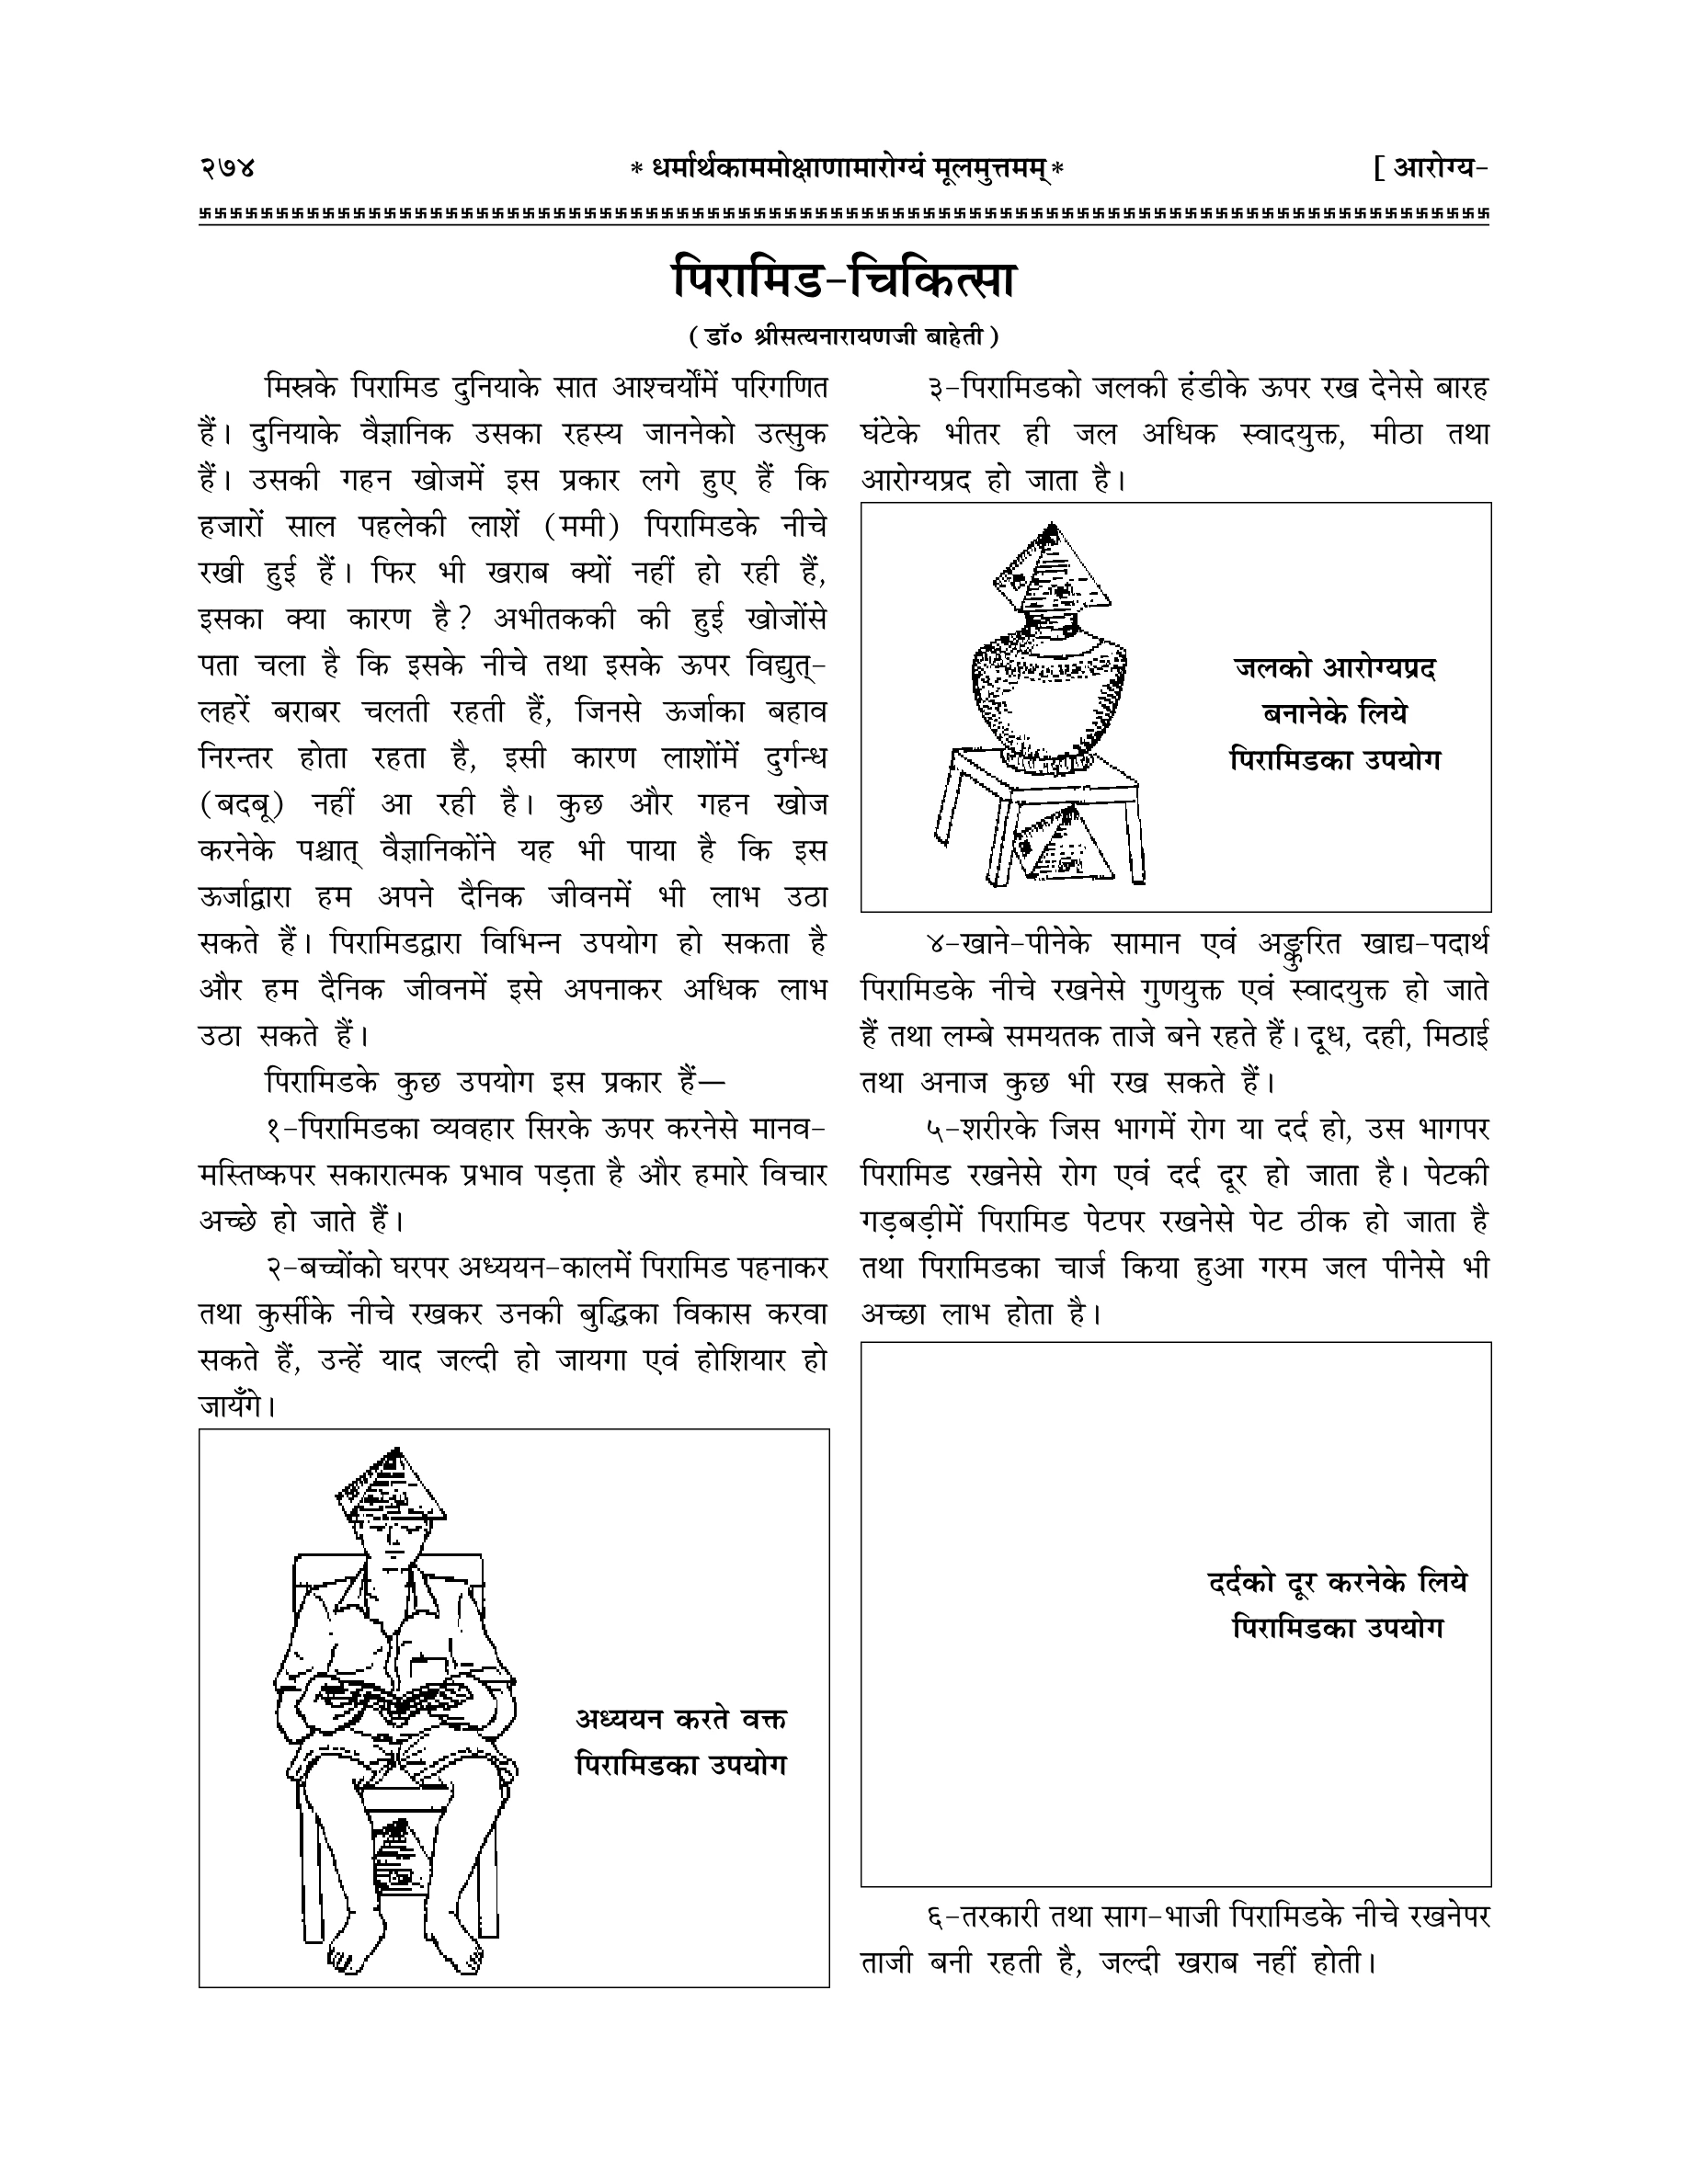 २७४
* धर्मार्थकाममोक्षाणामारोग्यं मूलमुत्तमम् *
[ आरोग्य-
पिरामिड-चिकित्सा
( डॉ० श्रीसत्यनारायणजी बाहेती )
मिस्रके पिरामिड दुनियाके सात आश्चर्योंमें परिगणित
हैं। दुनियाके वैज्ञानिक उसका रहस्य जाननेको उत्सुक
हैं। उसकी गहन खोजमें इस प्रकार लगे हुए हैं कि
हजारों साल पहलेकी लाशें (ममी) पिरामिडके नीचे
रखी हुई हैं। फिर भी खराब क्यों नहीं हो रही हैं,
इसका क्या कारण है? अभीतककी की हुई खोजोंसे
पता चला है कि इसके नीचे तथा इसके ऊपर विद्युत्-
लहरें बराबर चलती रहती हैं, जिनसे ऊर्जाका बहाव
निरन्तर होता रहता है, इसी कारण लाशोंमें दुर्गन्ध
(बदबू) नहीं आ रही है। कुछ और गहन खोज
करनेके पश्चात् वैज्ञानिकोंने यह भी पाया है कि इस
ऊर्जाद्वारा हम अपने दैनिक जीवनमें भी लाभ उठा
सकते हैं। पिरामिडद्वारा विभिन्न उपयोग हो सकता है
और हम दैनिक जीवनमें इसे अपनाकर अधिक लाभ
उठा सकते हैं।
पिरामिडके कुछ उपयोग इस प्रकार हैं—
१-पिरामिडका व्यवहार सिरके ऊपर करनेसे मानव-
मस्तिष्कपर सकारात्मक प्रभाव पड़ता है और हमारे विचार
अच्छे हो जाते हैं।
२-बच्चोंको घरपर अध्ययन-कालमें पिरामिड पहनाकर
तथा कुर्सीके नीचे रखकर उनकी बुद्धिका विकास करवा
सकते हैं, उन्हें याद जल्दी हो जायगा एवं होशियार हो
जायँगे।
अध्ययन करते वक्त
पिरामिडका उपयोग
३-पिरामिडको जलकी हंडीके ऊपर रख देनेसे बारह
घंटेके भीतर ही जल अधिक स्वादयुक्त, मीठा तथा
आरोग्यप्रद हो जाता है।
जलको आरोग्यप्रद
बनानेके लिये
पिरामिडका उपयोग
४-खाने-पीनेके सामान एवं अङ्कुरित खाद्य-पदार्थ
पिरामिडके नीचे रखनेसे गुणयुक्त एवं स्वादयुक्त हो जाते
हैं तथा लम्बे समयतक ताजे बने रहते हैं। दूध, दही, मिठाई
तथा अनाज कुछ भी रख सकते हैं।
५-शरीरके जिस भागमें रोग या दर्द हो, उस भागपर
पिरामिड रखनेसे रोग एवं दर्द दूर हो जाता है। पेटकी
गड़बड़ीमें पिरामिड पेटपर रखनेसे पेट ठीक हो जाता है
तथा पिरामिडका चार्ज किया हुआ गरम जल पीनेसे भी
अच्छा लाभ होता है।
दर्दको दूर करनेके लिये
पिरामिडका उपयोग
६-तरकारी तथा साग-भाजी पिरामिडके नीचे रखनेपर
ताजी बनी रहती है, जल्दी खराब नहीं होती।